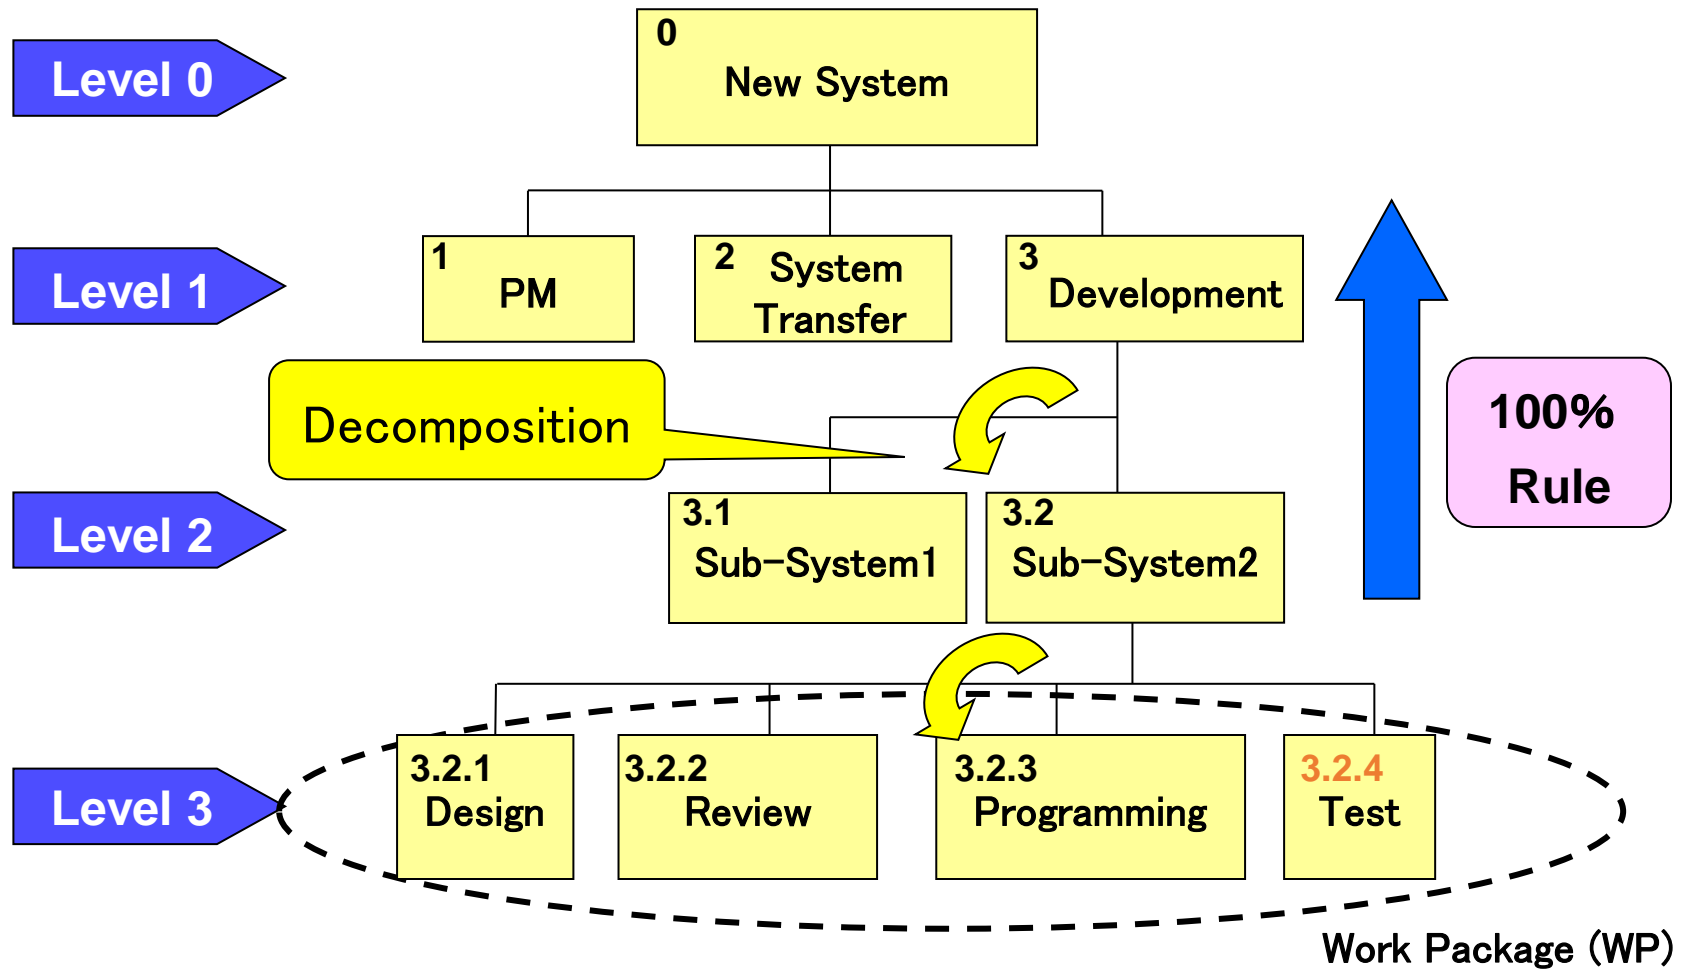 Level 0
0
New System
Level 1
1
PM
2 System
Transfer
3
Development
Decomposition
100%
Rule
Level 2
3.1
Sub-System1
3.2
Sub-System2
Level 3
3.2.1
Design
3.2.2
Review
3.2.3
Programming
3.2.4
Test
Work Package (WP)